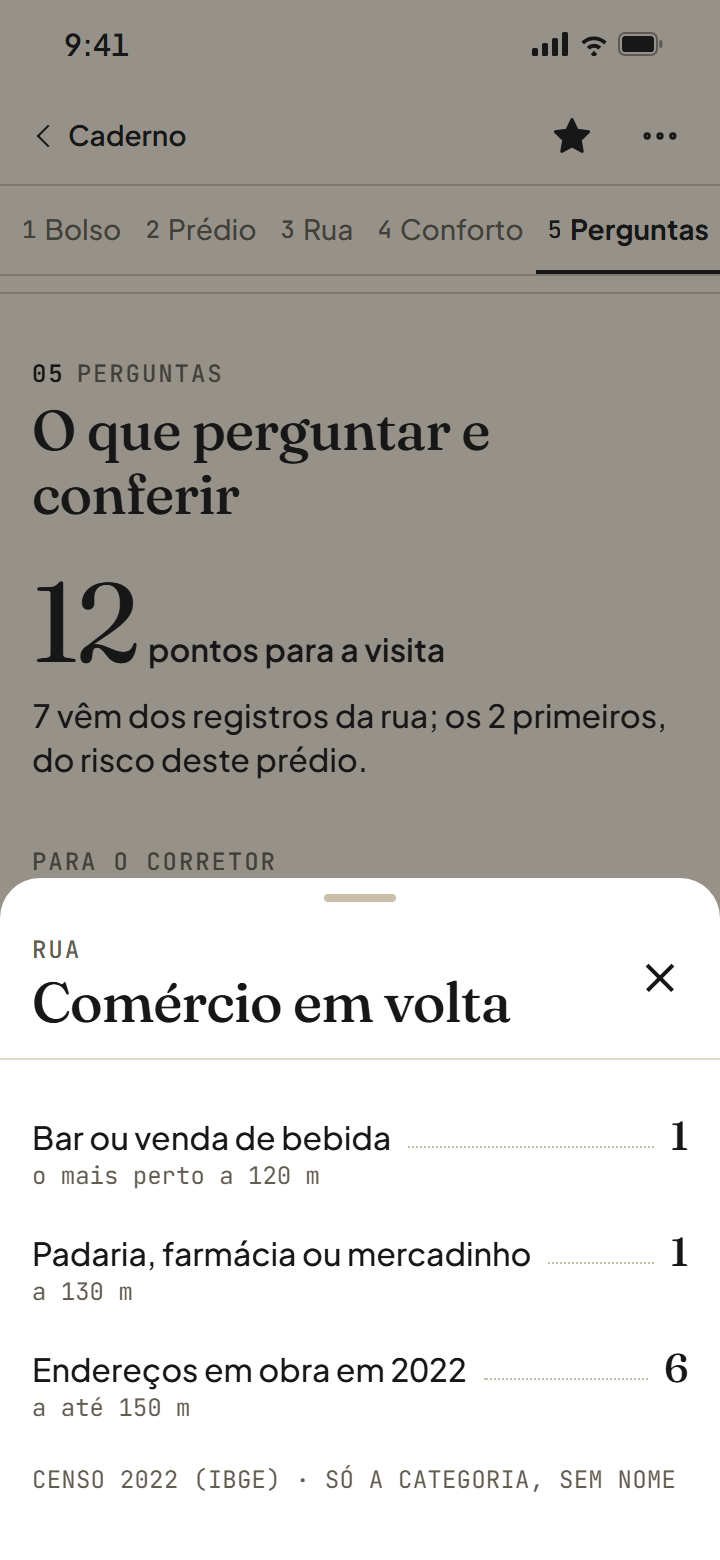 9:41
Caderno
1 Bolso 2 Prédio 3 Rua 4 Conforto 5 Perguntas
05 PERGUNTAS
O que perguntar e
conferir
12 pontos para a visita
7 vêm dos registros da rua; os 2 primeiros,
do risco deste prédio.
PARA O CORRETOR
RUA
Comércio em volta
Bar ou venda de bebida 1
o mais perto a 120 m
Padaria, farmácia ou mercadinho 1
a 130 m
Endereços em obra em 2022 6
a até 150 m
CENSO 2022 (IBGE) · SÓ A CATEGORIA, SEM NOME